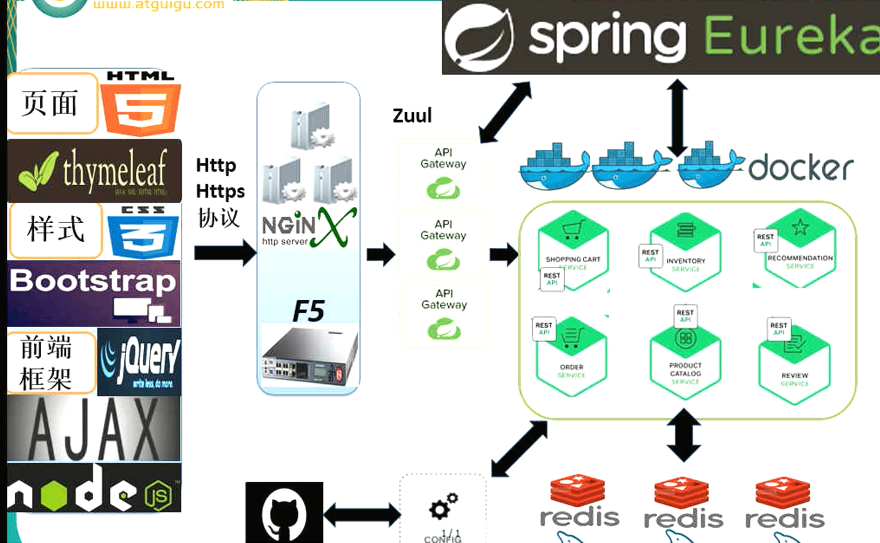 www.atguigu.com
spring Eureka
页面
HTML
5
thymeleaf
样式
CSS
3
Bootstrap
前端
框架
jQuery
write less, do more.
AJAX
node
JS
Http
Https
协议
NGiNX
http server
F5
Zuul
API
Gateway
API
Gateway
API
Gateway
docker
SHOPPING CART
SERVICE
REST
API
REST
API
INVENTORY
SERVICE
REST
API
RECOMMENDATION
SERVICE
REST
API
ORDER
SERVICE
REST
API
PRODUCT
CATALOG
SERVICE
REST
API
REVIEW
SERVICE
1/1
CONFIG
redis
redis
redis